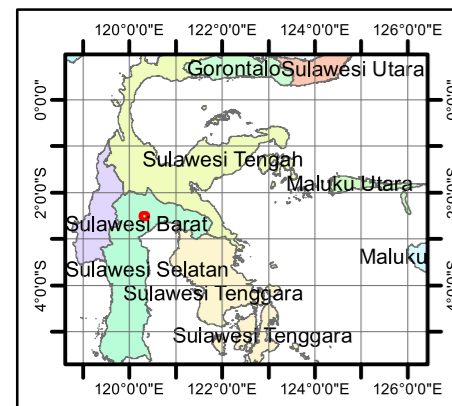 120°0'0"E 122°0'0"E 124°0'0"E 126°0'0"E
Gorontalo Sulawesi Utara
0°0'0" 0°0'0"
Sulawesi Tengah
Maluku Utara
2°0'0"S 2°0'0"S
Sulawesi Barat
Maluku
Sulawesi Selatan
4°0'0"S 4°0'0"S
Sulawesi Tenggara
Sulawesi Tenggara
120°0'0"E 122°0'0"E 124°0'0"E 126°0'0"E